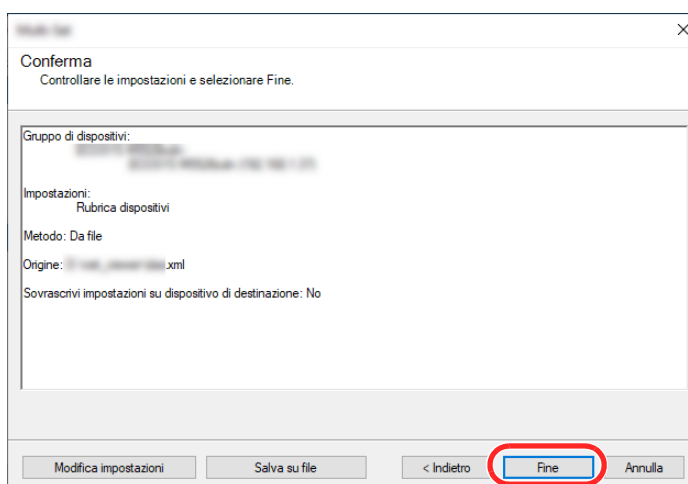 Conferma
Controllare le impostazioni e selezionare Fine.
Gruppo di dispositivi:
Impostazioni:
Rubrica dispositivi
Metodo: Da file
Origine: .xml
Sovrascrivi impostazioni su dispositivo di destinazione: No
Modifica impostazioni
Salva su file
< Indietro
Fine
Annulla